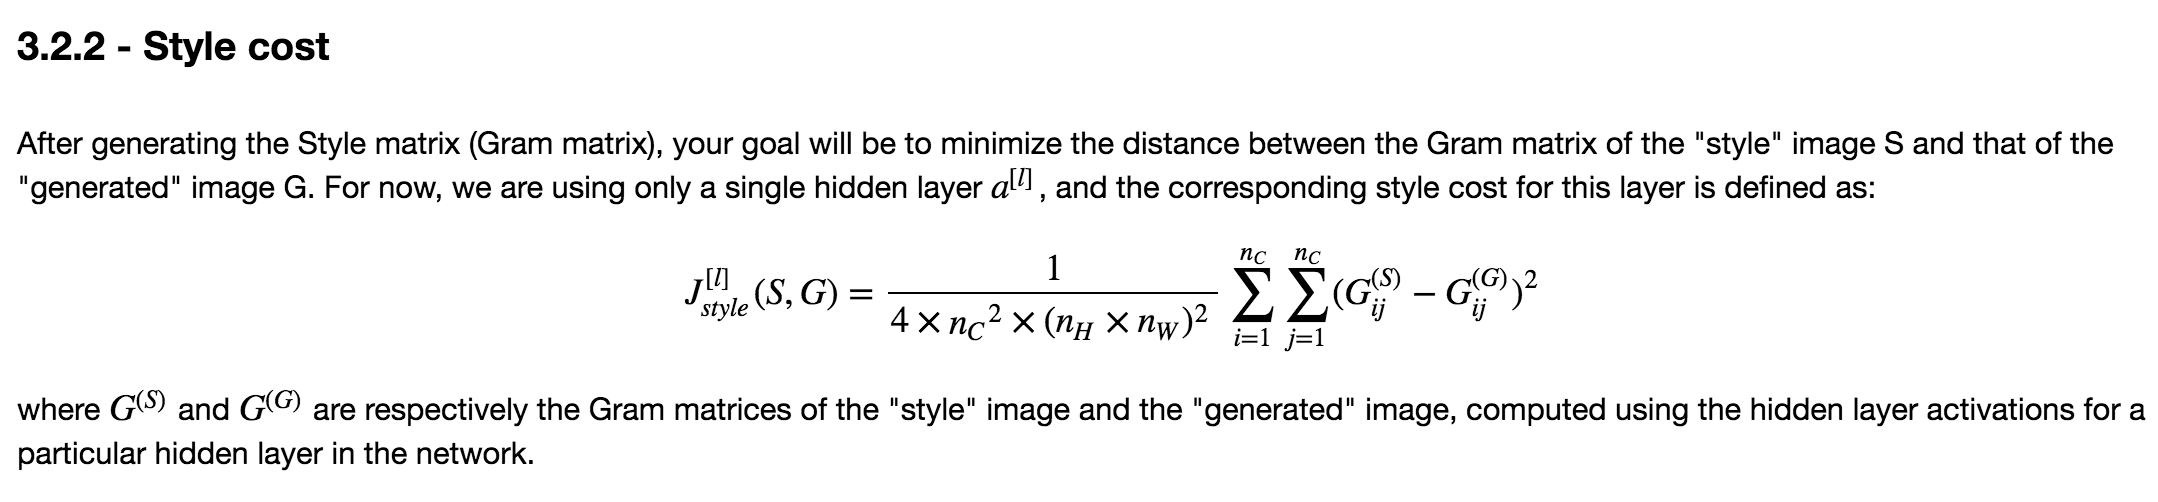 3.2.2 - Style cost
After generating the Style matrix (Gram matrix), your goal will be to minimize the distance between the Gram matrix of the "style" image S and that of the
"generated" image G. For now, we are using only a single hidden layer $a^{[l]}$, and the corresponding style cost for this layer is defined as:
$J_{style}^{[l]}(S, G) = \frac{1}{4 \times {n_C}^2 \times (n_H \times n_W)^2} \sum_{i=1}^{n_C} \sum_{j=1}^{n_C} (G_{ij}^{(S)} - G_{ij}^{(G)})^2$
where $G^{(S)}$ and $G^{(G)}$ are respectively the Gram matrices of the "style" image and the "generated" image, computed using the hidden layer activations for a
particular hidden layer in the network.